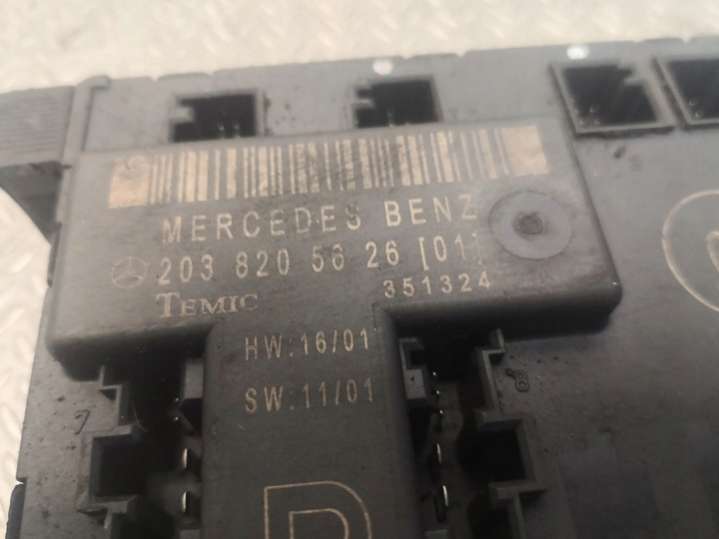 MERCEDES BENZ
203 820 56 26 [01]
TEMIC 351324
HW:16/01
SW:11/01
R